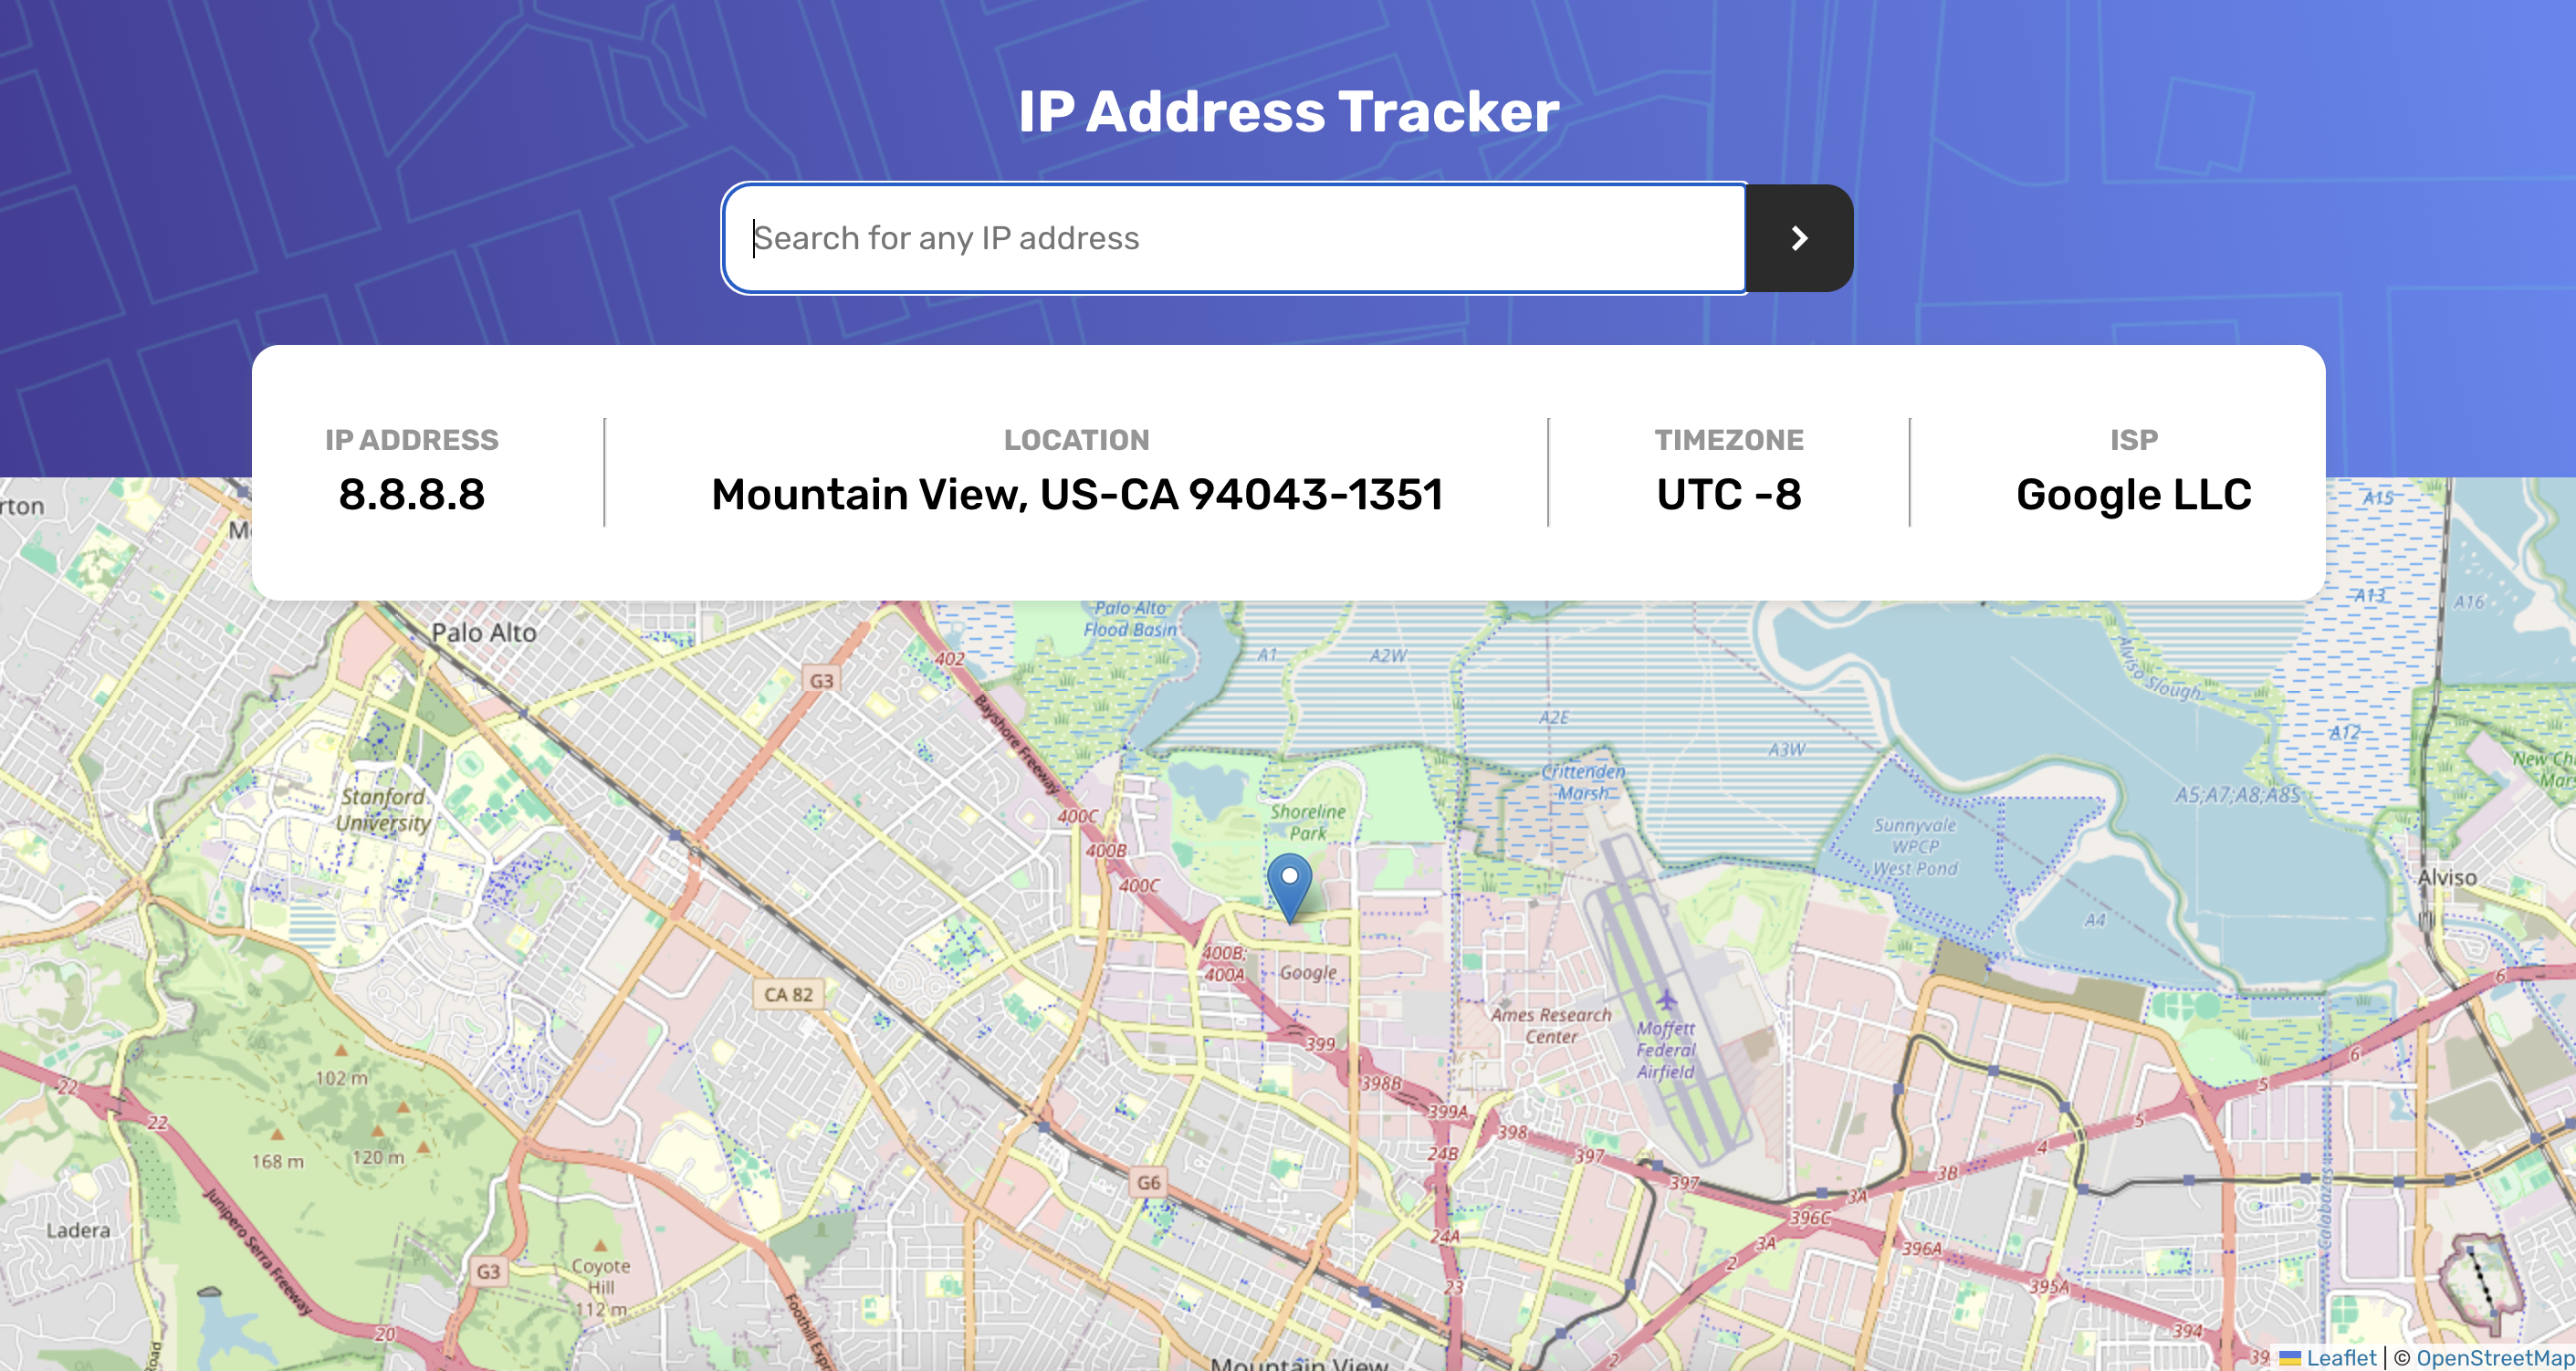 IP Address Tracker
Search for any IP address
IP ADDRESS
8.8.8.8
LOCATION
Mountain View, US-CA 94043-1351
TIMEZONE
UTC -8
ISP
Google LLC
rton
A15
A13
A16
Palo Alto
Palo Alto
Flood Basin
402
A1
A2W
G3
Alviso Slough
Bayshore Freeway
A2E
A3W
A12
Crittenden
Marsh
Stanford
University
Shoreline
Park
400C
400B
400C
A5;A7;A8;A8S
Sunnyvale
WPCP
West Pond
Alviso
A4
400B;
400A
Google
6
CA 82
Ames Research
Center
Moffett
Federal
Airfield
399
398B
399A
398
397
397
102 m
168 m
120 m
22
22
24B
G6
3A
3B
4
5
5
6
396C
396A
395A
394
3A
2
2
24A
23
Calabazas
Ladera
Junipero Serra Freeway
G3
Coyote
Hill
112 m
Foothill Expr
20
Road
Mountain View
39
Leaflet | © OpenStreetMap